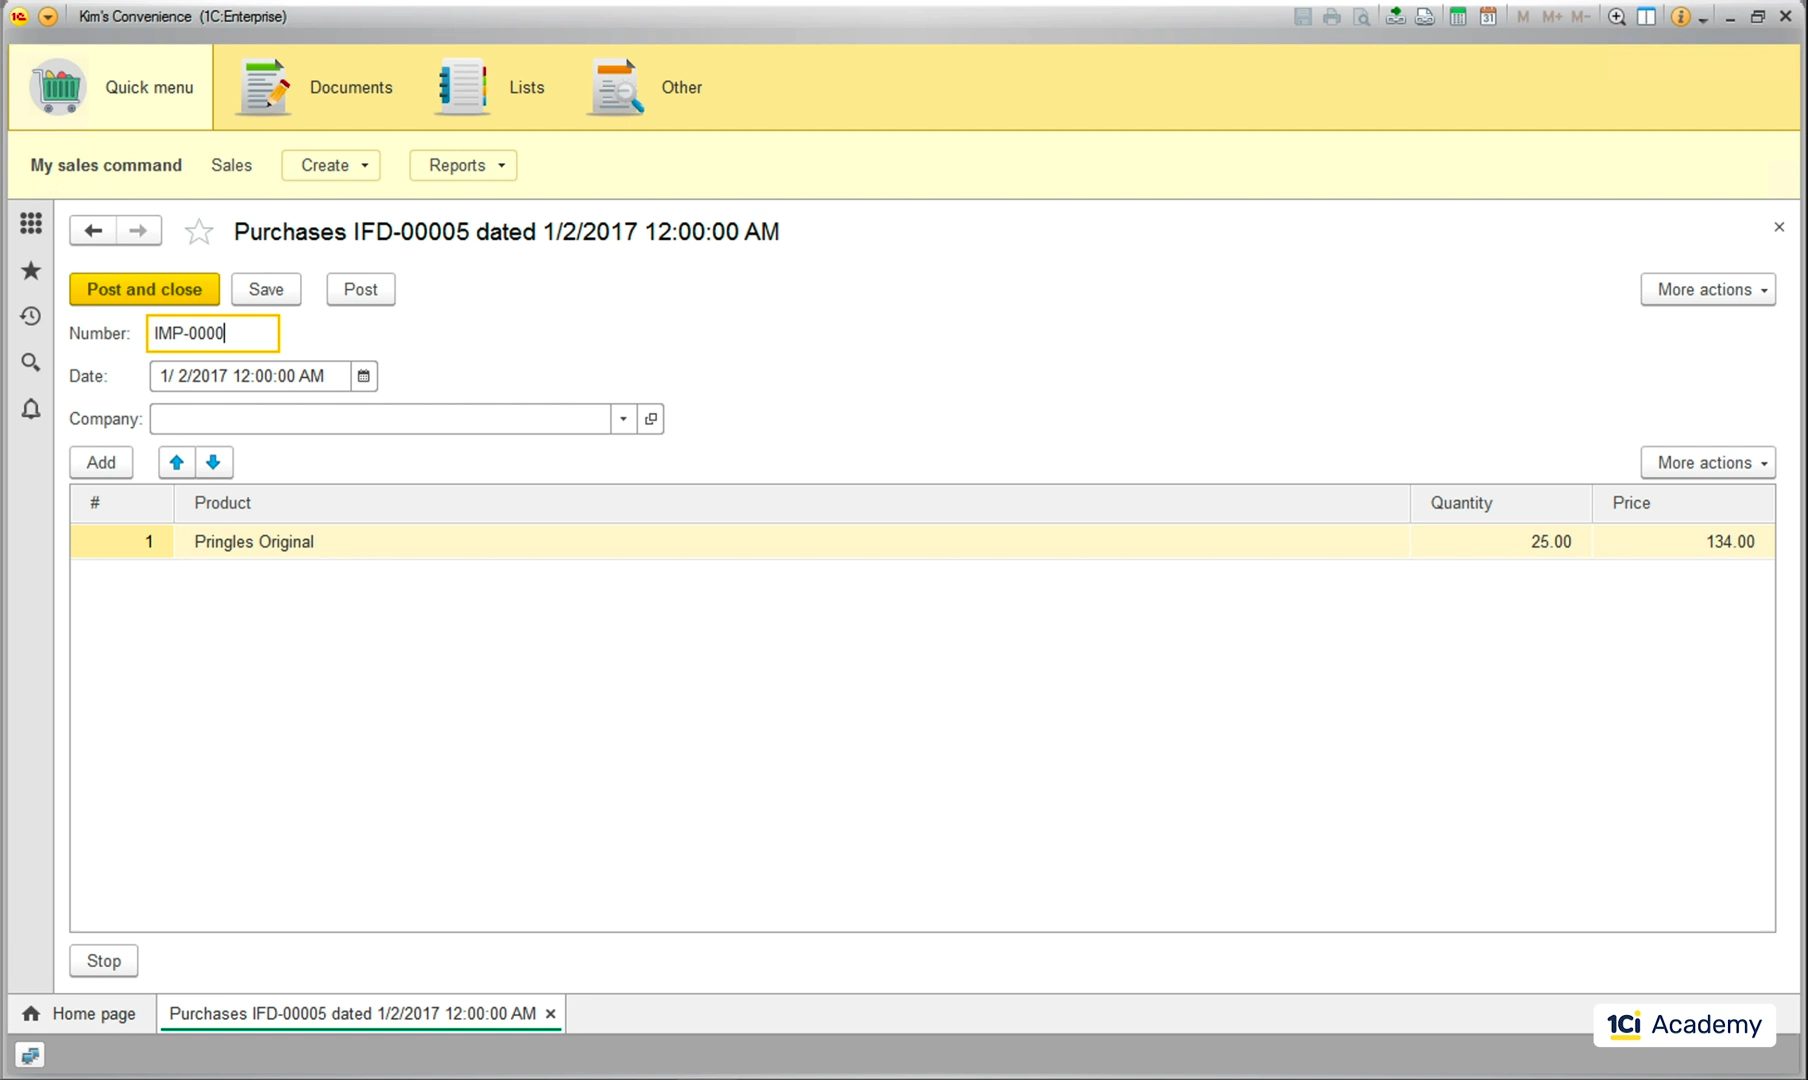 Kim's Convenience (1C:Enterprise)
31 M M+ M-
Quick menu Documents Lists Other
My sales command Sales Create Reports
Purchases IFD-00005 dated 1/2/2017 12:00:00 AM
Post and close Save Post More actions
Number: IMP-0000
Date: 1/ 2/2017 12:00:00 AM
Company:
Add More actions
# Product Quantity Price
1 Pringles Original 25.00 134.00
Stop
Home page Purchases IFD-00005 dated 1/2/2017 12:00:00 AM
1Ci Academy